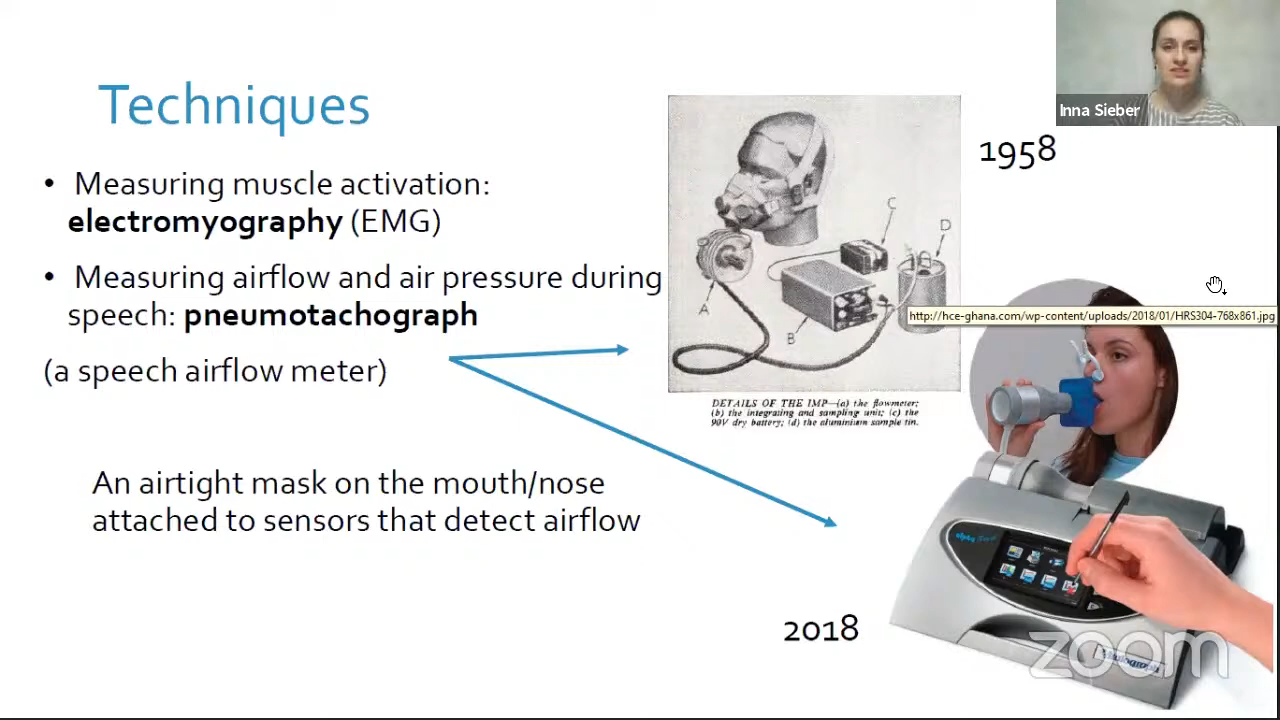 Techniques
• Measuring muscle activation:
electromyography (EMG)
• Measuring airflow and air pressure during
speech: pneumotachograph
(a speech airflow meter)
An airtight mask on the mouth/nose
attached to sensors that detect airflow
A
B
C
D
DETAILS OF THE IMP—(a) the flowmeter;
(b) the integrating and sampling unit; (c) the
90V dry battery; (d) the aluminium sample tin.
1958
Inna Sieber
http://hce-ghana.com/wp-content/uploads/2018/01/HRS304-768x861.jpg
2018
zoom